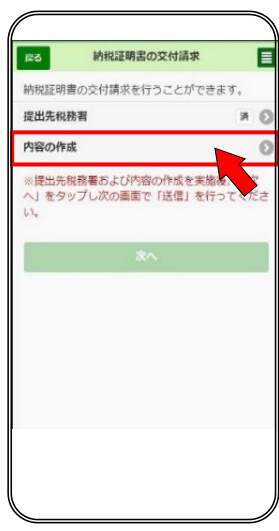 戻る 納税証明書の交付請求
納税証明書の交付請求を行うことができます。
提出先税務署 済
内容の作成
※提出先税務署および内容の作成を実施後、
へ」をタップし次の画面で「送信」を行ってくださ
い。
次へ